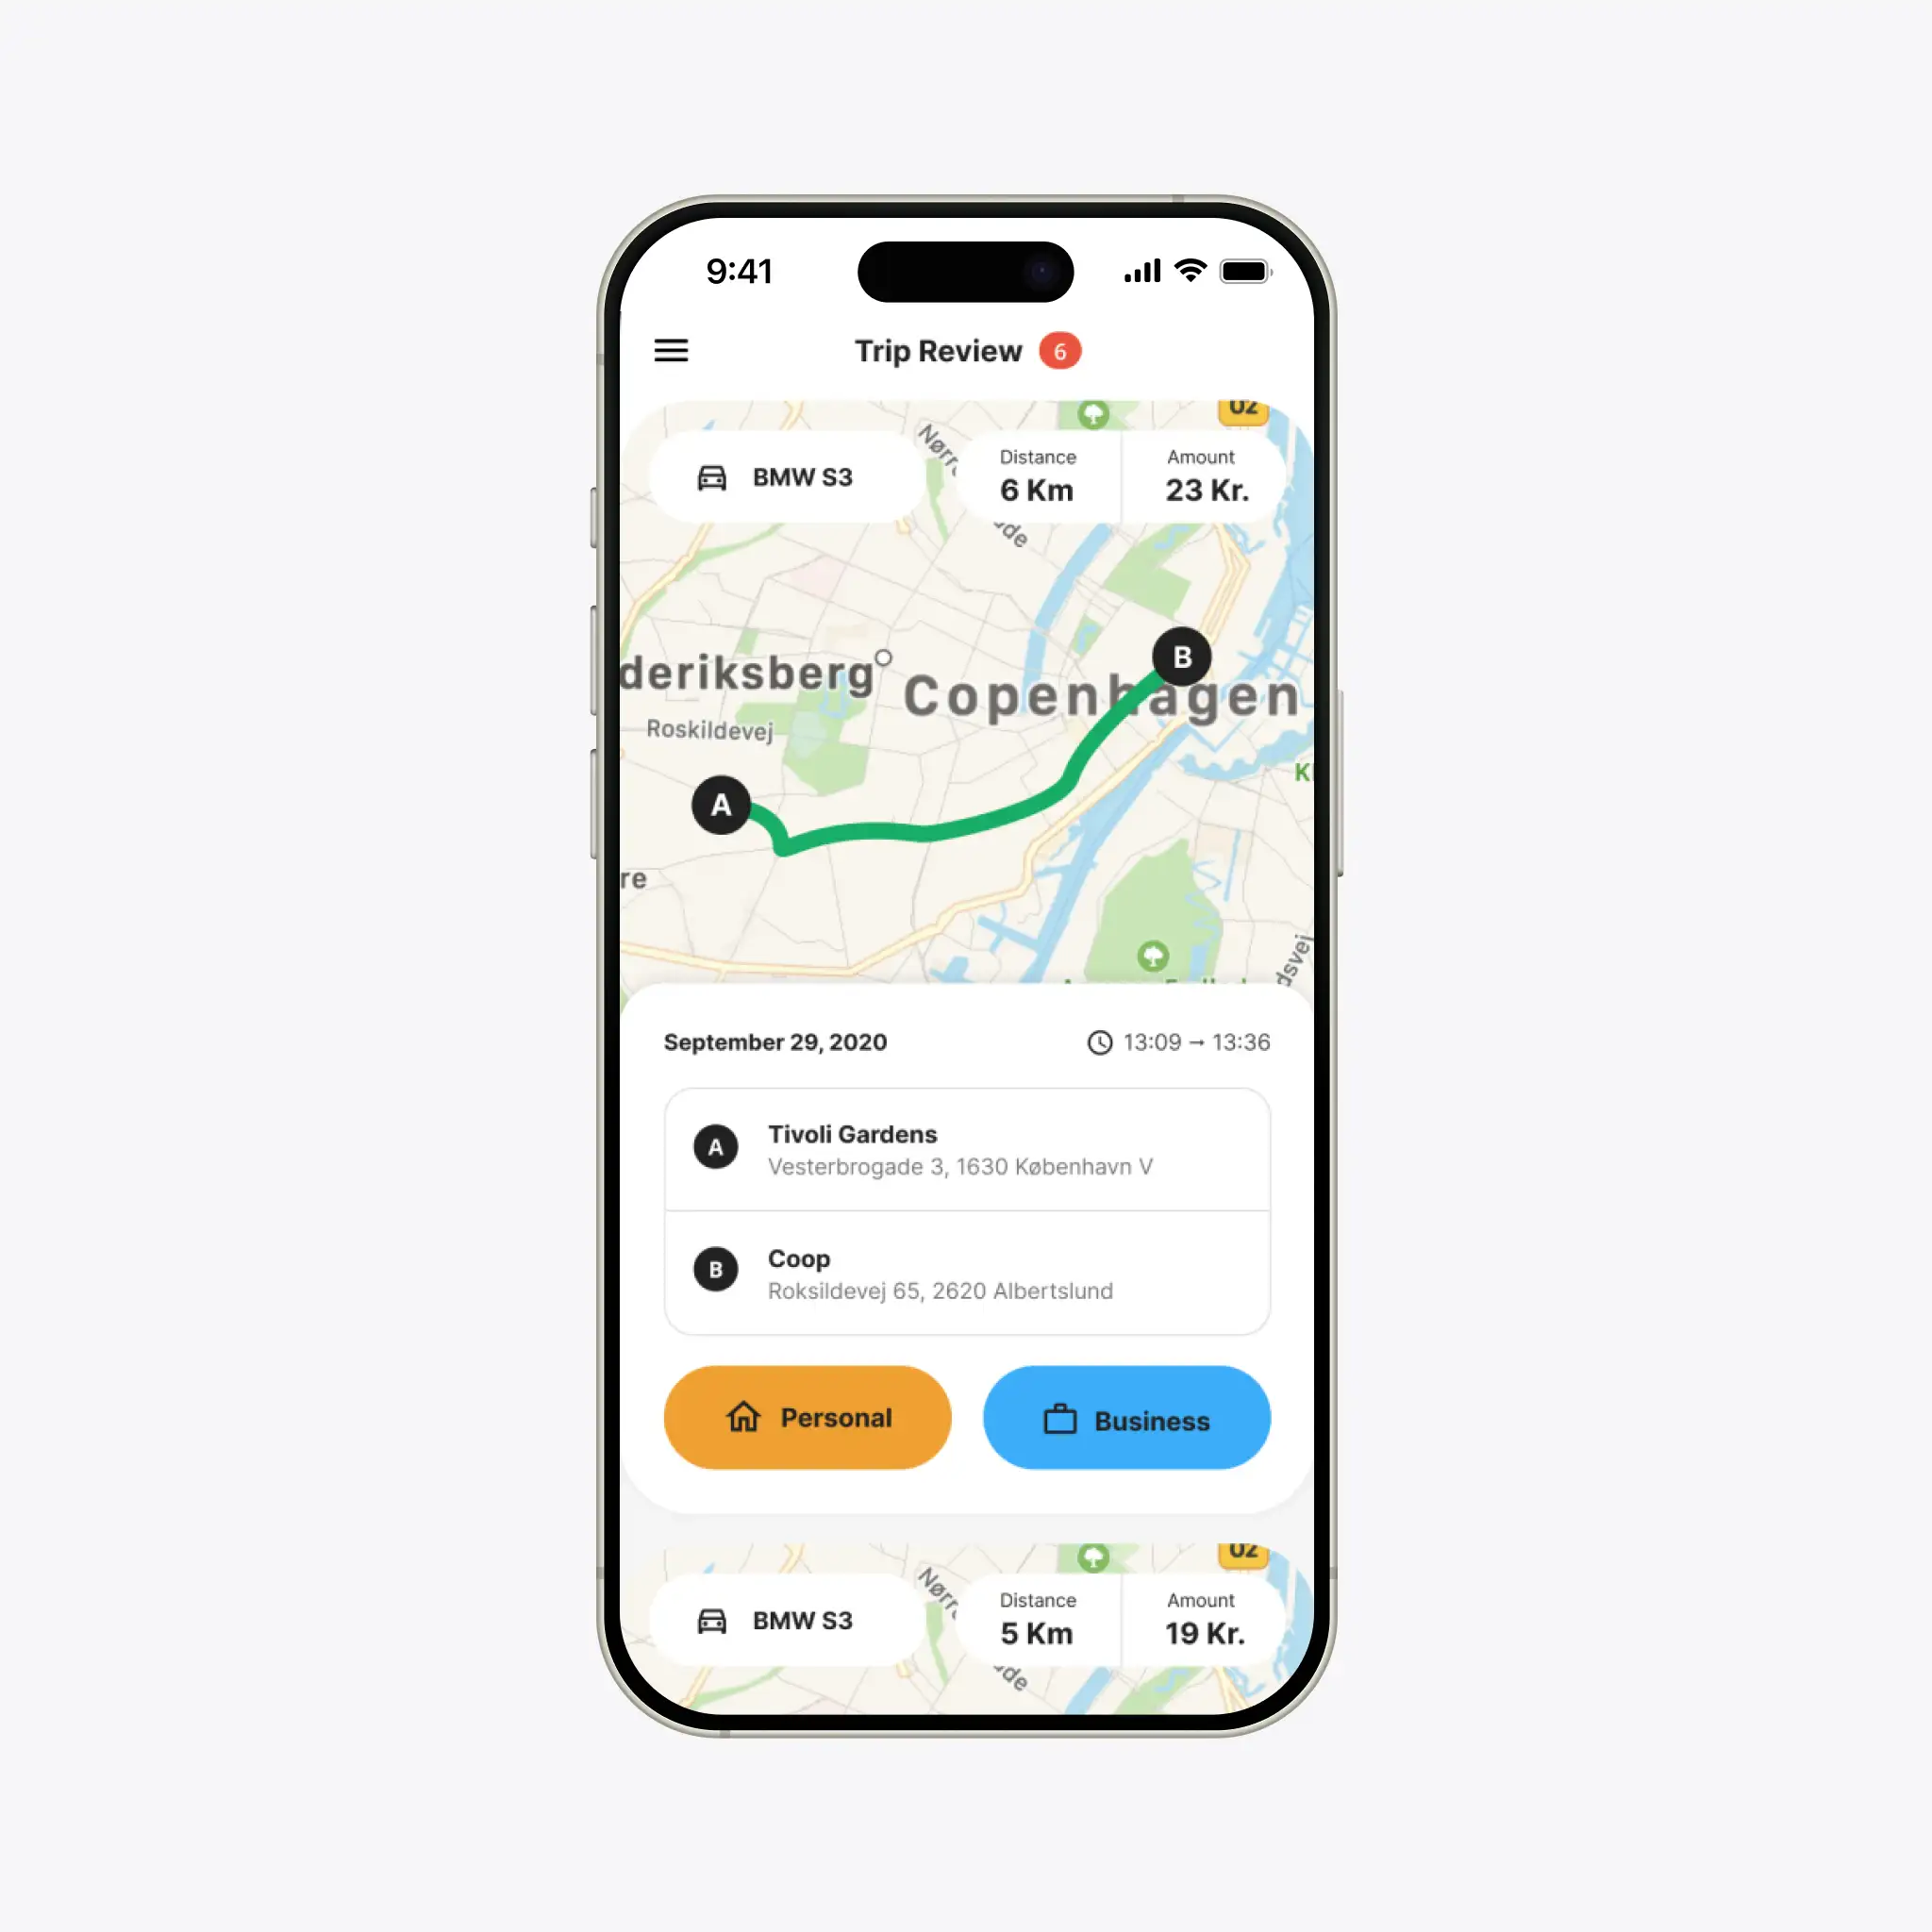 9:41
Trip Review 6
02
Nørr
BMW S3
Distance
6 Km
Amount
23 Kr.
de
deriksberg
Copenhagen
B
Roskildevej
K
A
re
dsvej
September 29, 2020
13:09 → 13:36
A
Tivoli Gardens
Vesterbrogade 3, 1630 København V
B
Coop
Roksildevej 65, 2620 Albertslund
Personal
Business
02
Nørr
BMW S3
Distance
5 Km
Amount
19 Kr.
de